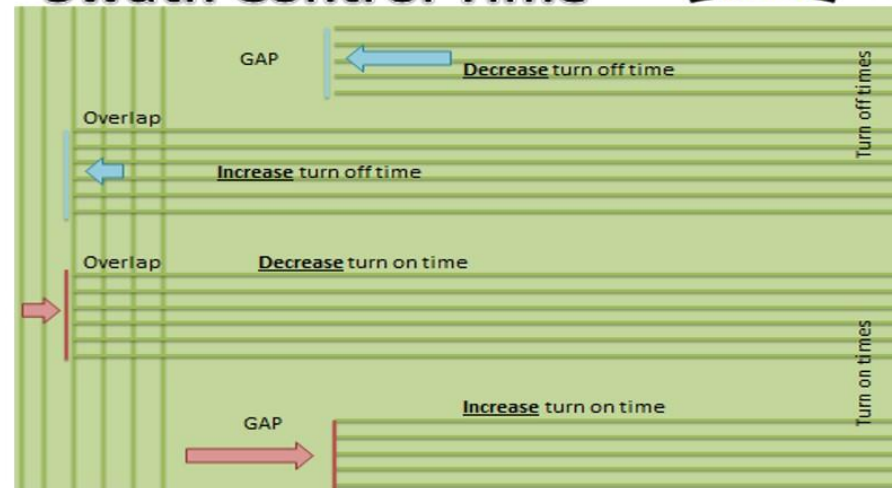 GAP
Decrease turn off time
Turn off times
Overlap
Increase turn off time
Overlap
Decrease turn on time
Turn on times
Increase turn on time
GAP